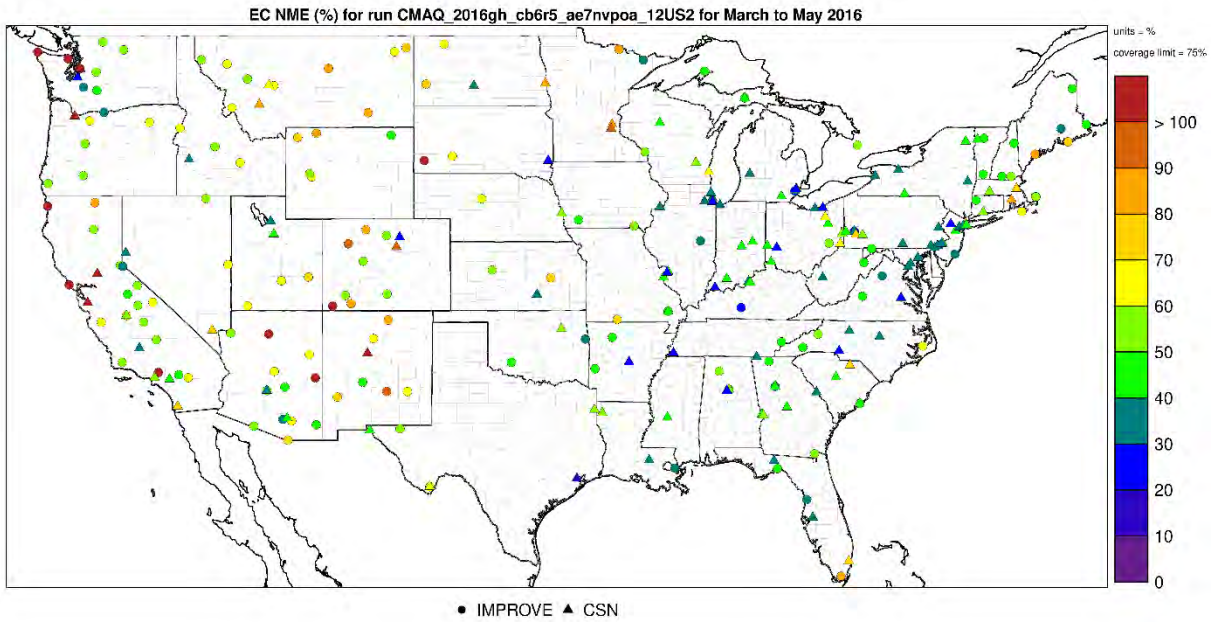 EC NME (%) for run CMAQ_2016gh_cb6r5_ae7nvpoa_12US2 for March to May 2016
units = %
coverage limit = 75%
> 100
90
80
70
60
50
40
30
20
10
0
● IMPROVE ▲ CSN